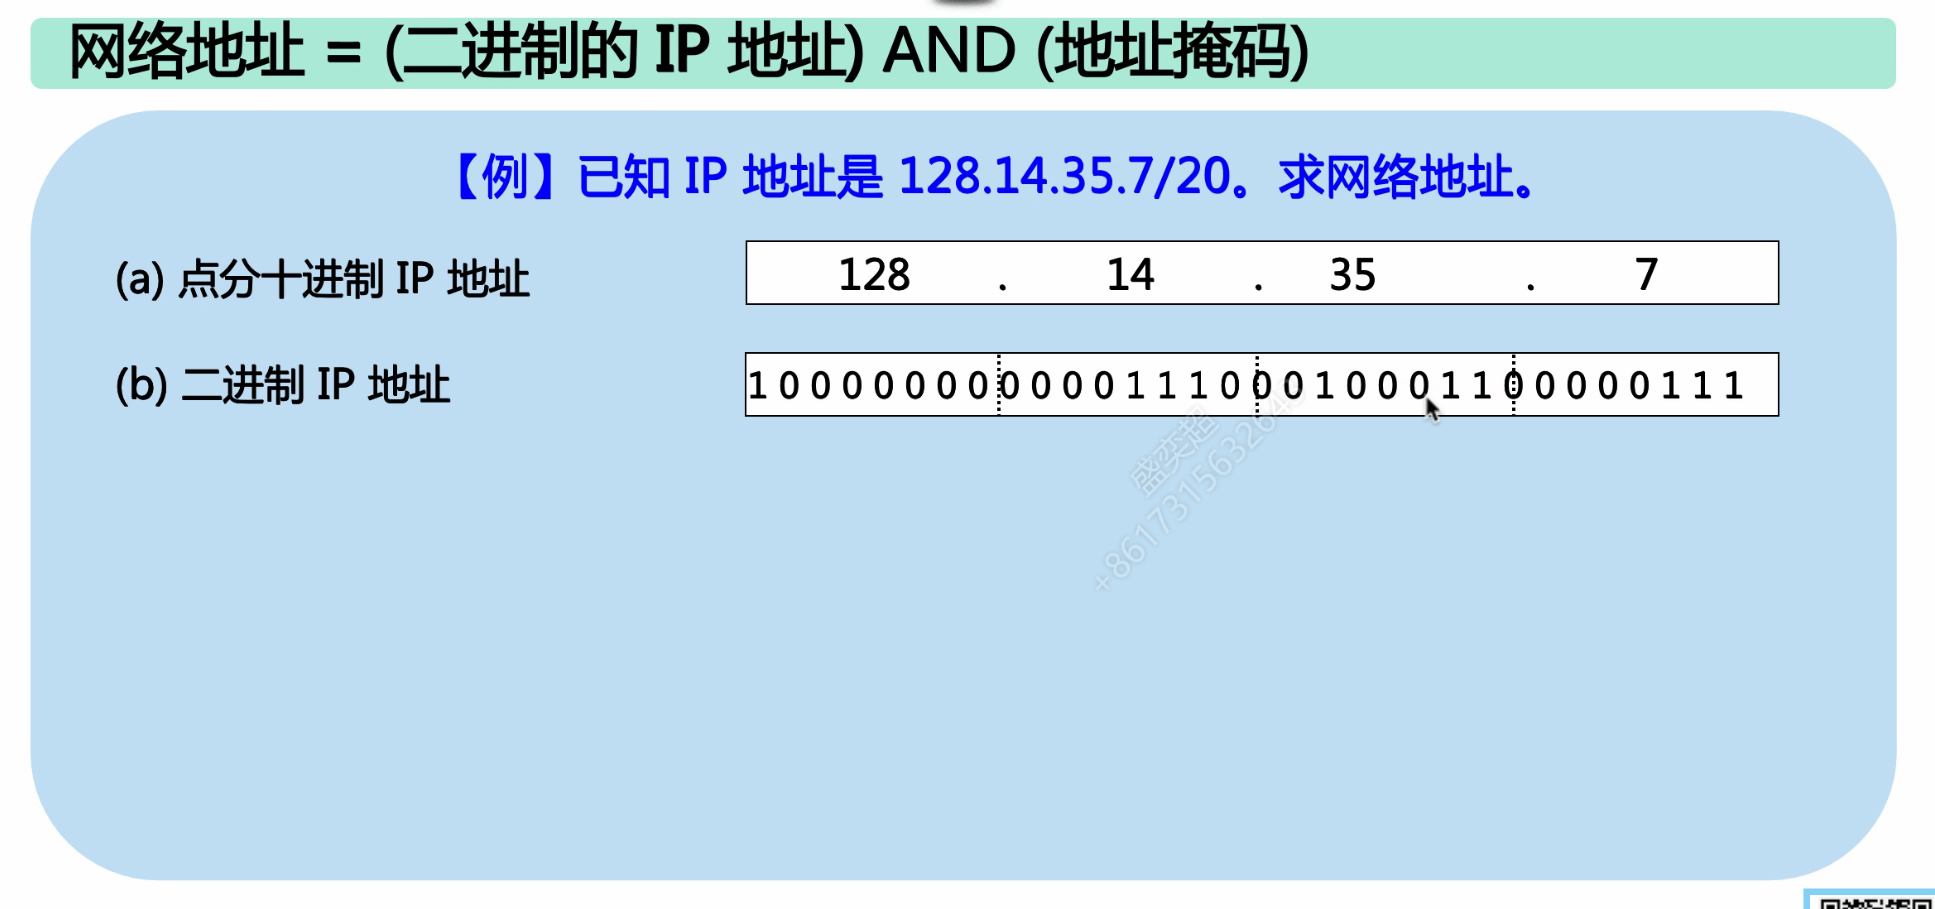 网络地址 = (二进制的 IP 地址) AND (地址掩码)
【例】已知 IP 地址是 128.14.35.7/20。求网络地址。
(a) 点分十进制 IP 地址 128 . 14 . 35 . 7
(b) 二进制 IP 地址 1 0 0 0 0 0 0 0 0 0 0 0 1 1 1 0 0 0 1 0 0 0 1 1 0 0 0 0 0 1 1 1
盛奕超